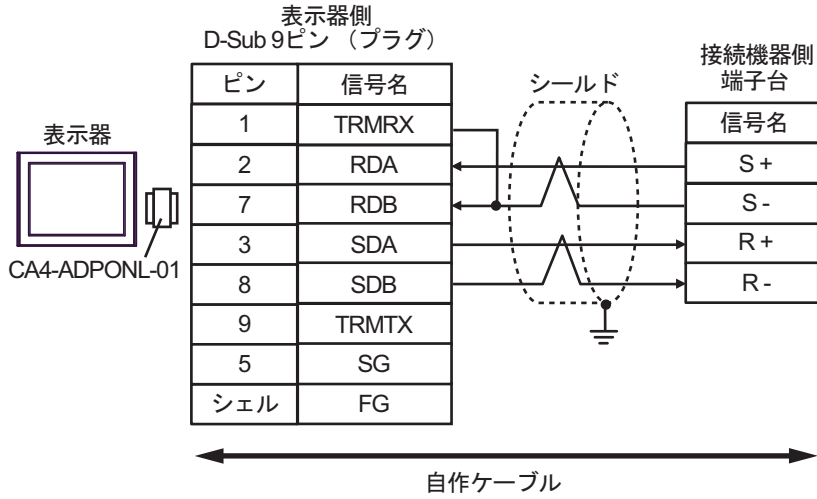 表示器側
D-Sub 9ピン （プラグ）
接続機器側
端子台
ピン 信号名 シールド 信号名
1 TRMRX
表示器
2 RDA S +
7 RDB S -
3 SDA R +
CA4-ADPONL-01
8 SDB R -
9 TRMTX
5 SG
シェル FG
自作ケーブル